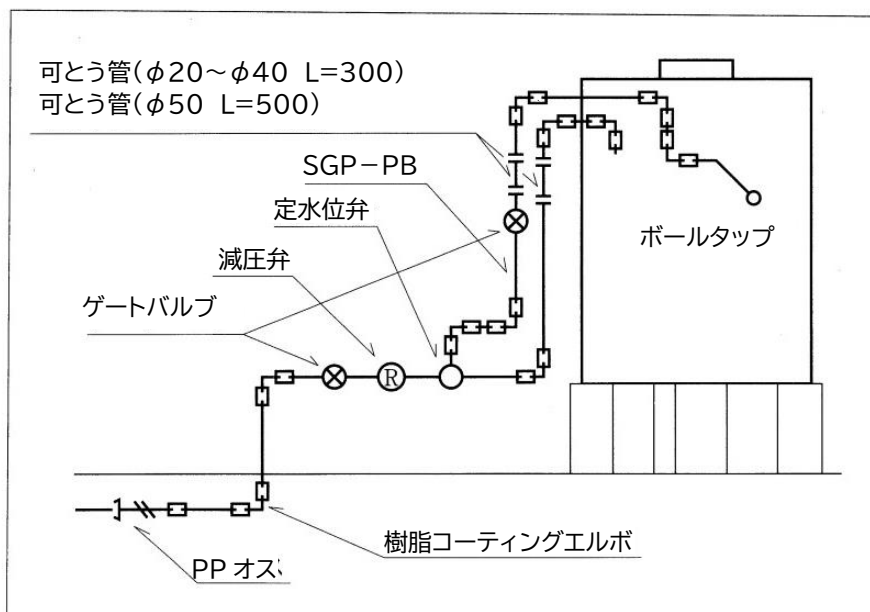 可とう管(φ20～φ40 L=300)
可とう管(φ50 L=500)
SGP－PB
定水位弁
減圧弁
ゲートバルブ
ボールタップ
R
樹脂コーティングエルボ
PP オス